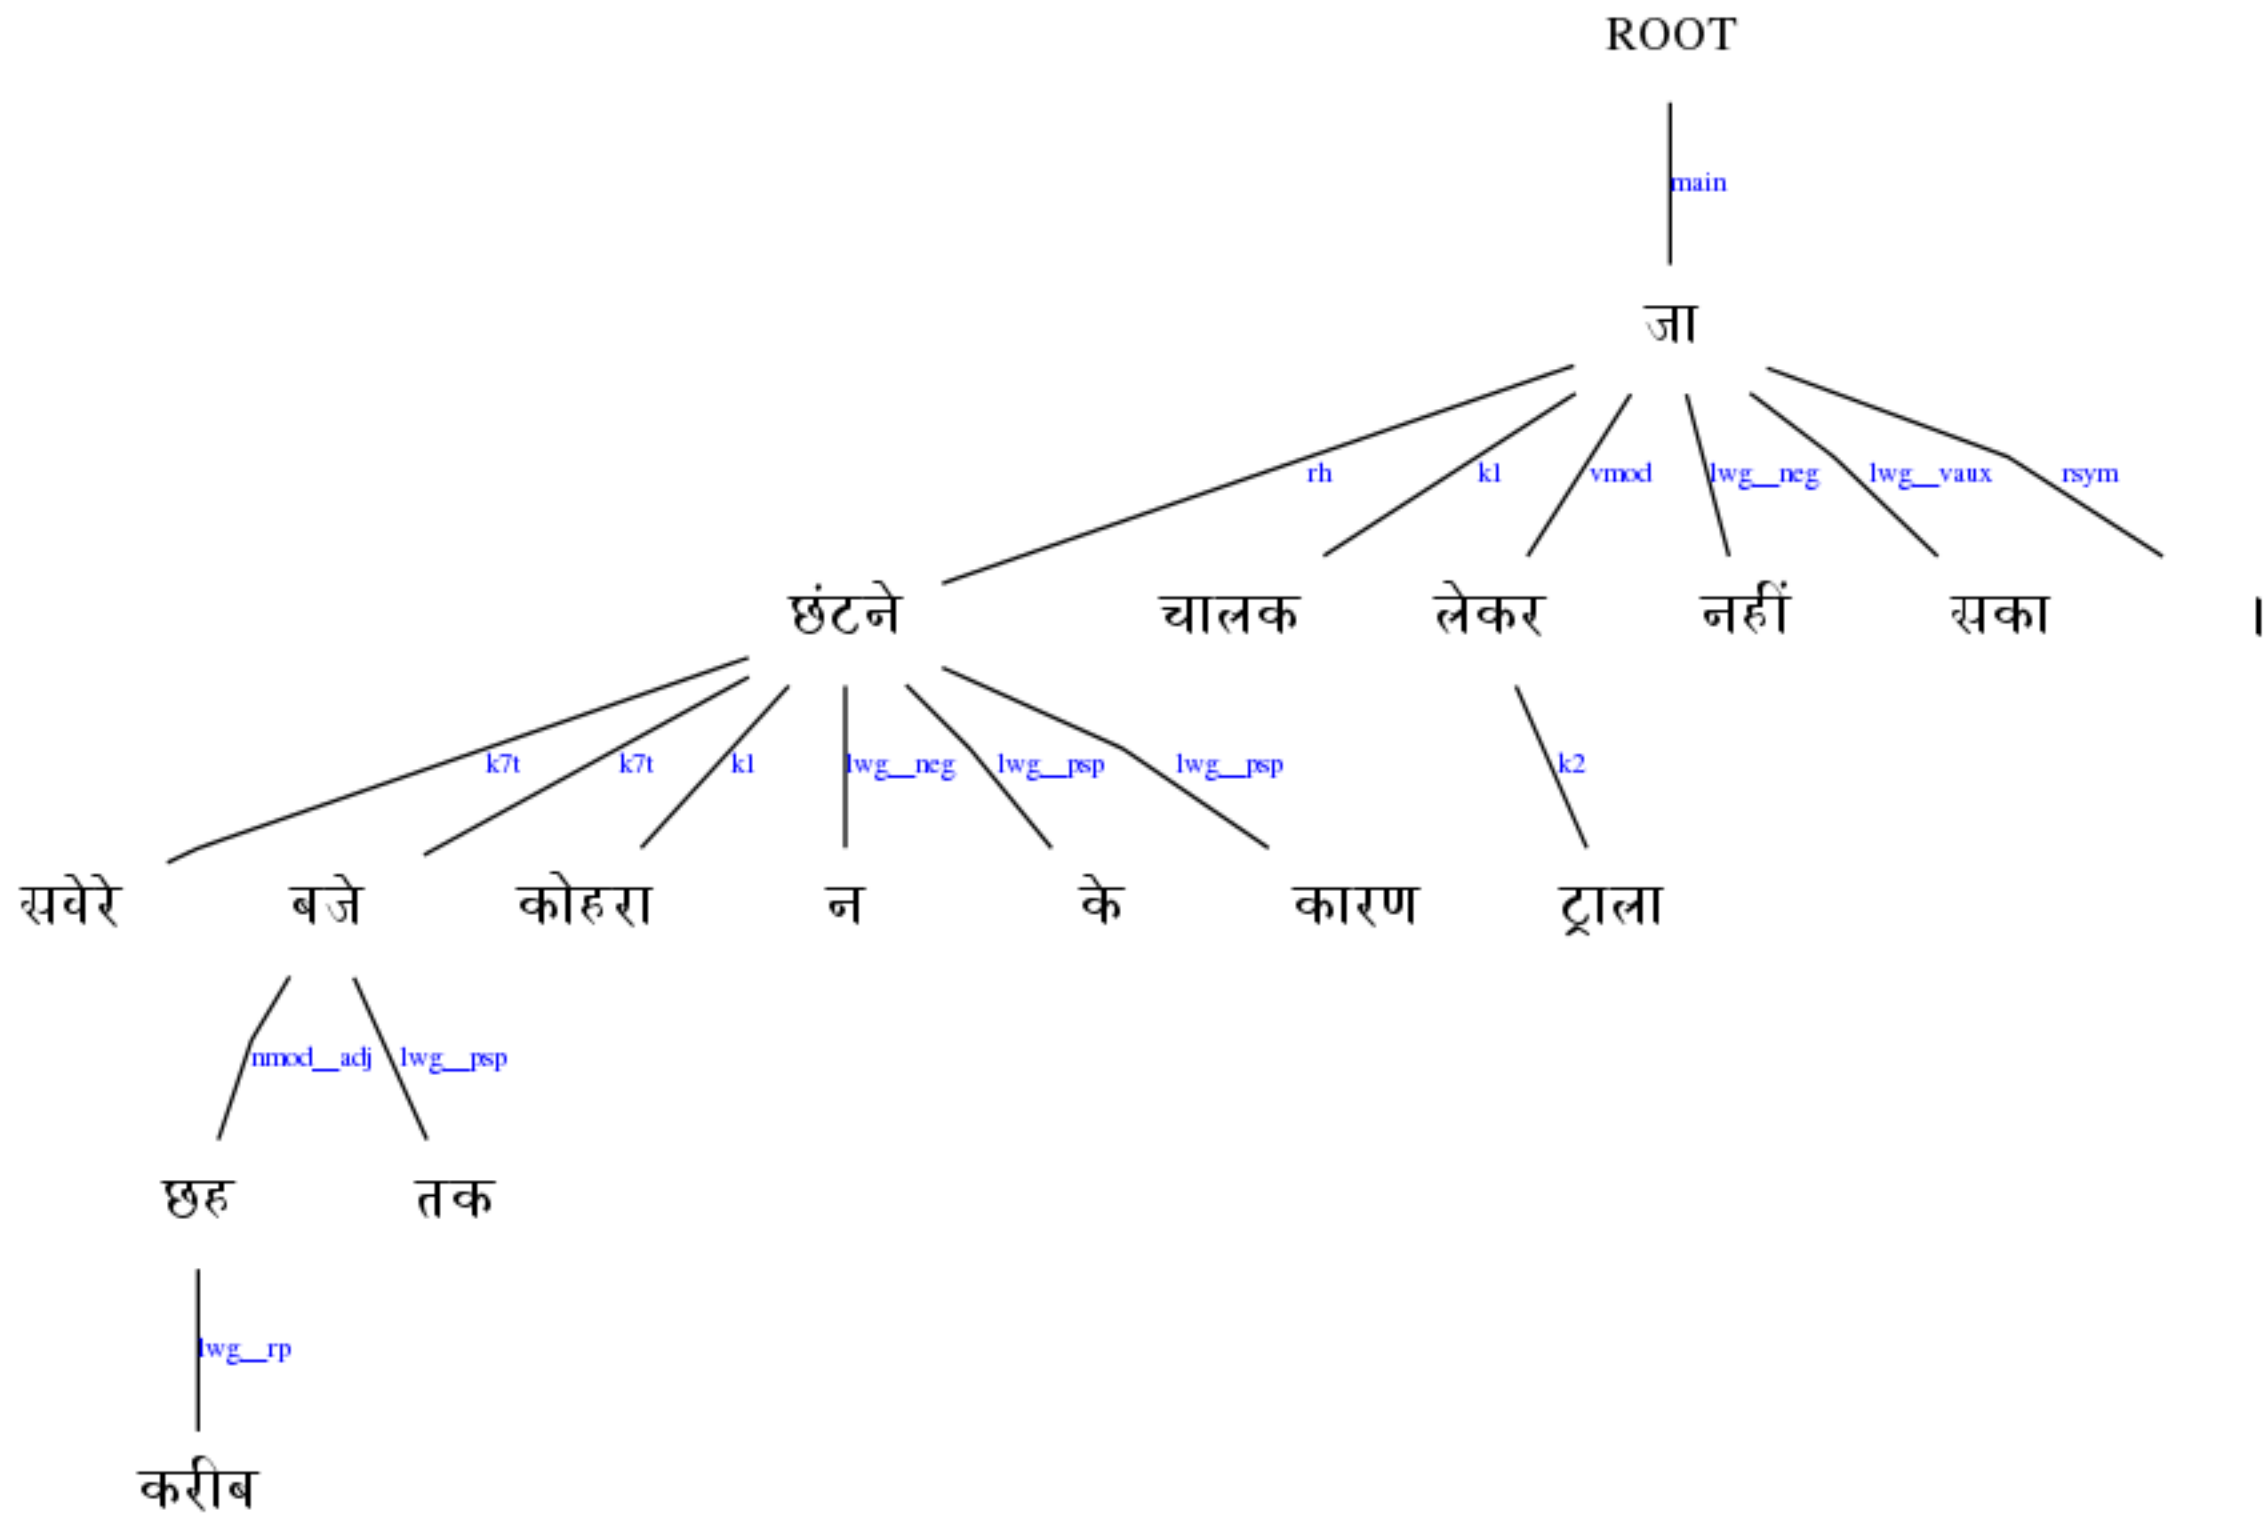 ROOT
main
जा
rh k1 vmod lwg__neg lwg__vaux rsym
छंटने चालक लेकर नहीं सका ।
k7t k7t k1 lwg__neg lwg__psp lwg__psp k2
सवेरे बजे कोहरा न के कारण ट्राला
nmod__adj lwg__psp
छह तक
lwg__rp
करीब